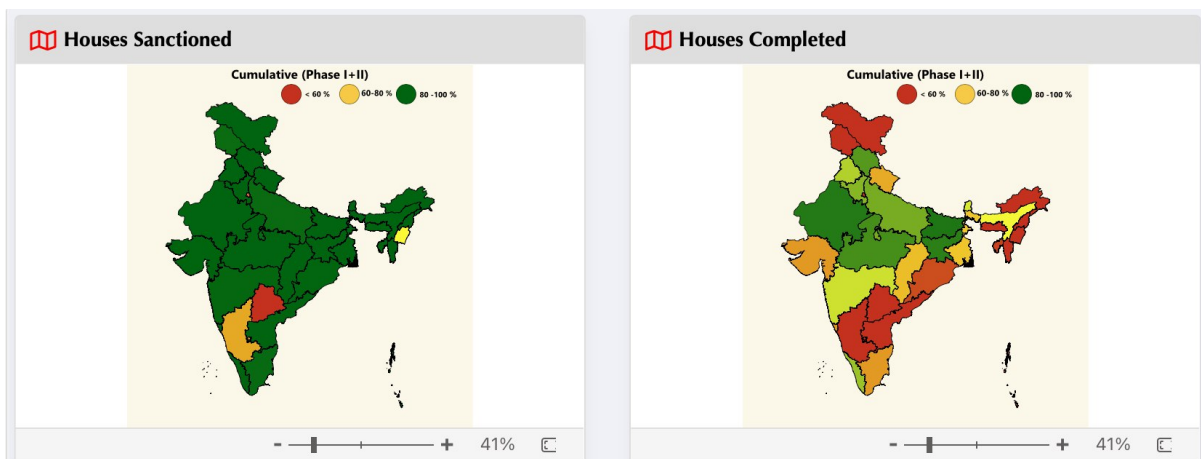 Houses Sanctioned
Cumulative (Phase I+II)
< 60 % 60-80 % 80 -100 %
- + 41%
Houses Completed
Cumulative (Phase I+II)
< 60 % 60-80 % 80 -100 %
- + 41%